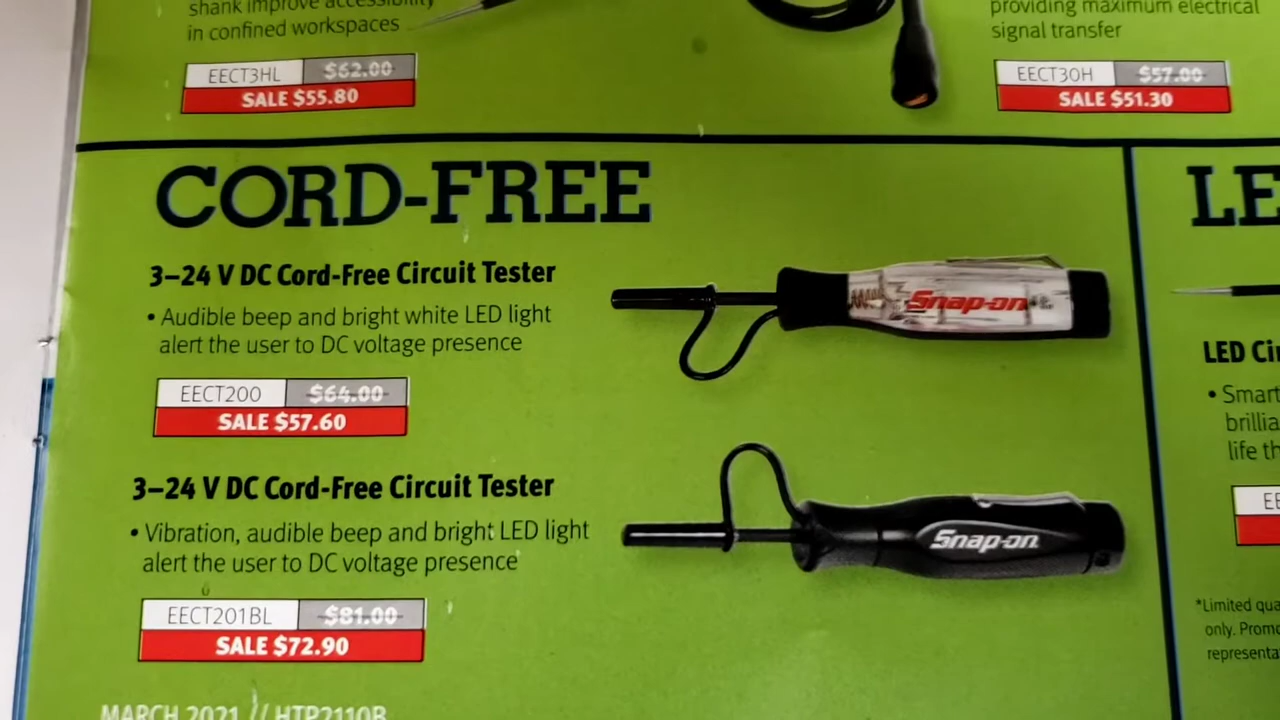 shank improve accessibility
in confined workspaces
EECT3HL $62.00
SALE $55.80
providing maximum electrical
signal transfer
EECT30H $57.00
SALE $51.30
CORD-FREE
3–24 V DC Cord-Free Circuit Tester
• Audible beep and bright white LED light
alert the user to DC voltage presence
EECT200 $64.00
SALE $57.60
Snap-on
3–24 V DC Cord-Free Circuit Tester
• Vibration, audible beep and bright LED light
alert the user to DC voltage presence
EECT201BL $81.00
SALE $72.90
Snap-on
MARCH 2021 // HTP2110B
LE
LED Ci
• Smart
brillia
life th
EE
*Limited qua
only. Promo
representa